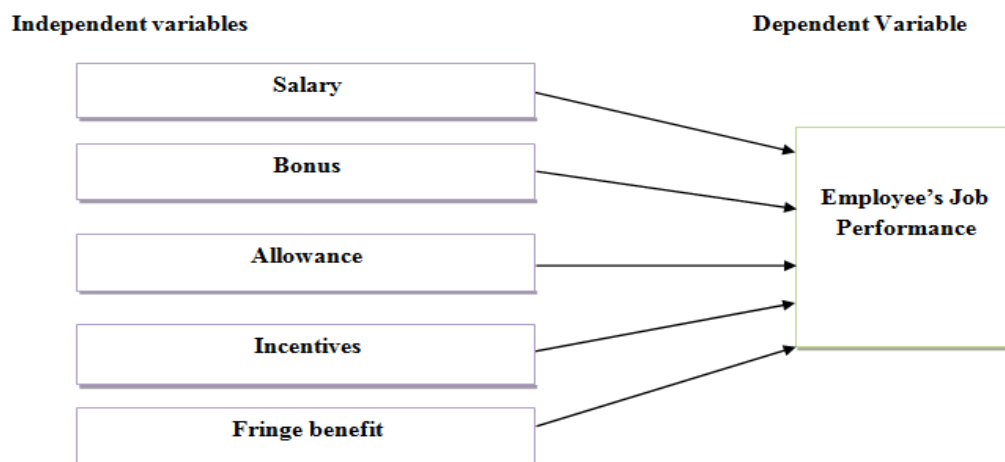 Independent variables
Dependent Variable
Salary
Bonus
Allowance
Incentives
Fringe benefit
Employee’s Job
Performance